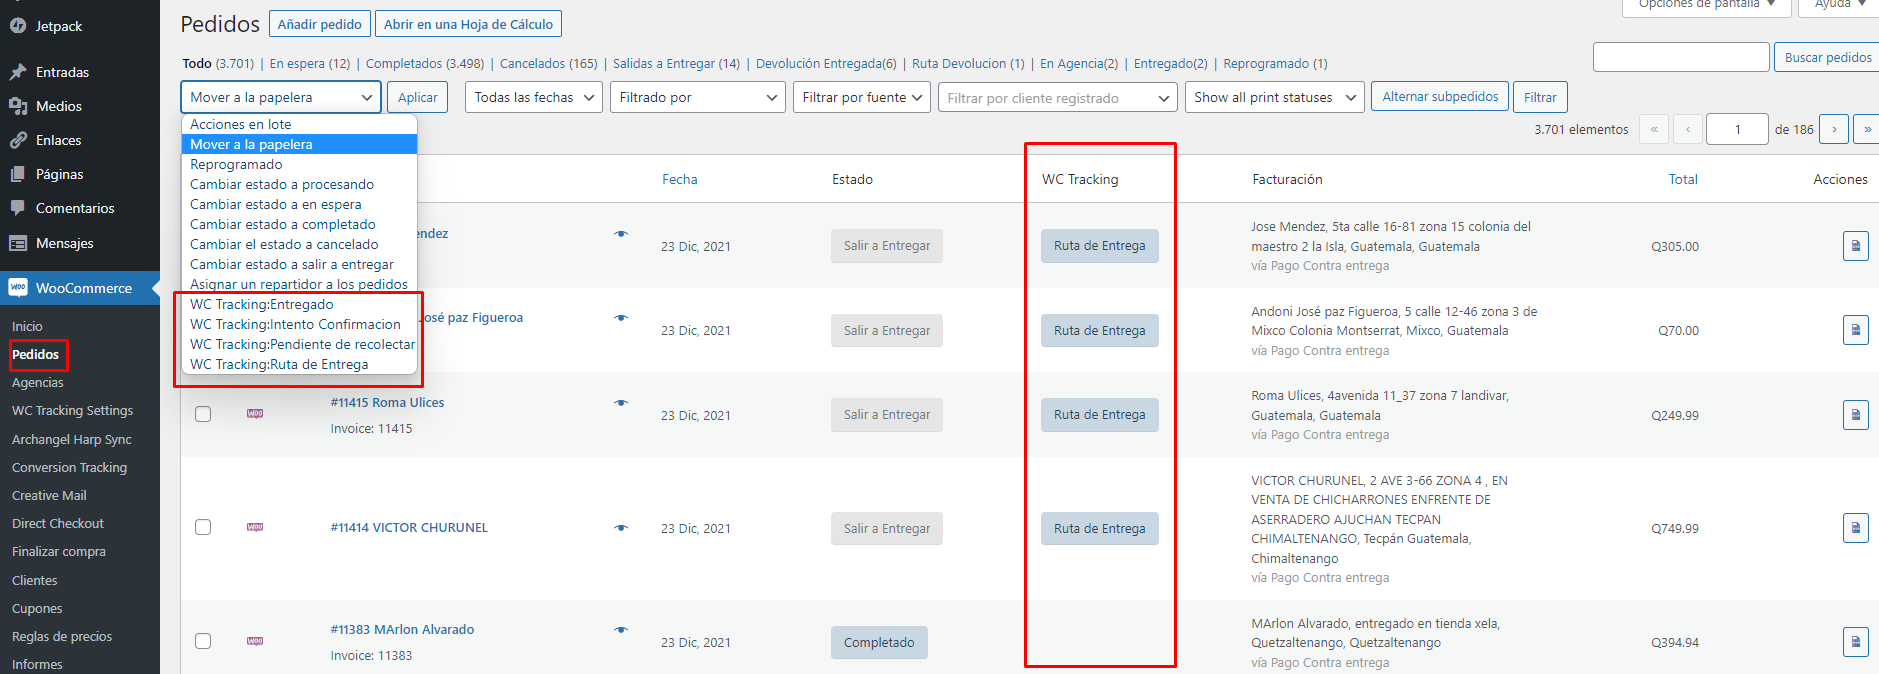 Jetpack
Entradas
Medios
Enlaces
Páginas
Comentarios
Mensajes
WooCommerce
Inicio
Pedidos
Agencias
WC Tracking Settings
Archangel Harp Sync
Conversion Tracking
Creative Mail
Direct Checkout
Finalizar compra
Clientes
Cupones
Reglas de precios
Informes
Opciones de pantalla ▼
Ayuda ▼
Pedidos
Añadir pedido
Abrir en una Hoja de Cálculo
Todo (3.701) | En espera (12) | Completados (3.498) | Cancelados (165) | Salidas a Entregar (14) | Devolución Entregada(6) | Ruta Devolucion (1) | En Agencia(2) | Entregado(2) | Reprogramado (1)
Buscar pedidos
Mover a la papelera
Aplicar
Todas las fechas
Filtrado por
Filtrar por fuente
Filtrar por cliente registrado
Show all print statuses
Alternar subpedidos
Filtrar
3.701 elementos « ‹ 1 de 186 › »
Acciones en lote
Mover a la papelera
Reprogramado
Cambiar estado a procesando
Cambiar estado a en espera
Cambiar estado a completado
Cambiar el estado a cancelado
Cambiar estado a salir a entregar
Asignar un repartidor a los pedidos
WC Tracking:Entregado
WC Tracking:Intento Confirmacion
WC Tracking:Pendiente de recolectar
WC Tracking:Ruta de Entrega
Fecha
Estado
WC Tracking
Facturación
Total
Acciones
endez
23 Dic, 2021
Salir a Entregar
Ruta de Entrega
Jose Mendez, 5ta calle 16-81 zona 15 colonia del
maestro 2 la Isla, Guatemala, Guatemala
vía Pago Contra entrega
Q305.00
José paz Figueroa
23 Dic, 2021
Salir a Entregar
Ruta de Entrega
Andoni José paz Figueroa, 5 calle 12-46 zona 3 de
Mixco Colonia Montserrat, Mixco, Guatemala
vía Pago Contra entrega
Q70.00
woo
#11415 Roma Ulices
Invoice: 11415
23 Dic, 2021
Salir a Entregar
Ruta de Entrega
Roma Ulices, 4avenida 11_37 zona 7 landivar,
Guatemala, Guatemala
vía Pago Contra entrega
Q249.99
woo
#11414 VICTOR CHURUNEL
23 Dic, 2021
Salir a Entregar
Ruta de Entrega
VICTOR CHURUNEL, 2 AVE 3-66 ZONA 4 , EN
VENTA DE CHICHARRONES ENFRENTE DE
ASERRADERO AJUCHAN TECPAN
CHIMALTENANGO, Tecpán Guatemala,
Chimaltenango
vía Pago Contra entrega
Q749.99
woo
#11383 MArlon Alvarado
Invoice: 11383
23 Dic, 2021
Completado
MArlon Alvarado, entregado en tienda xela,
Quetzaltenango, Quetzaltenango
vía Pago Contra entrega
Q394.94